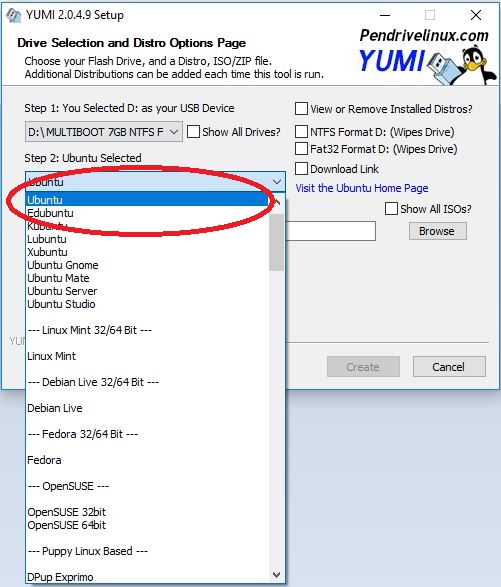 YUMI 2.0.4.9 Setup
Drive Selection and Distro Options Page
Choose your Flash Drive, and a Distro, ISO/ZIP file.
Additional Distributions can be added each time this tool is run.
Pendrivelinux.com
YUMI
Step 1: You Selected D: as your USB Device
D:\MULTIBOOT 7GB NTFS F
Show All Drives?
View or Remove Installed Distros?
NTFS Format D: (Wipes Drive)
Fat32 Format D: (Wipes Drive)
Step 2: Ubuntu Selected
Download Link
Ubuntu
Visit the Ubuntu Home Page
Show All ISOs?
Browse
Ubuntu
Edubuntu
Kubuntu
Lubuntu
Xubuntu
Ubuntu Gnome
Ubuntu Mate
Ubuntu Server
Ubuntu Studio
--- Linux Mint 32/64 Bit ---
Linux Mint
--- Debian Live 32/64 Bit ---
Debian Live
--- Fedora 32/64 Bit ---
Fedora
--- OpenSUSE ---
OpenSUSE 32bit
OpenSUSE 64bit
--- Puppy Linux Based ---
DPup Exprimo
Create
Cancel